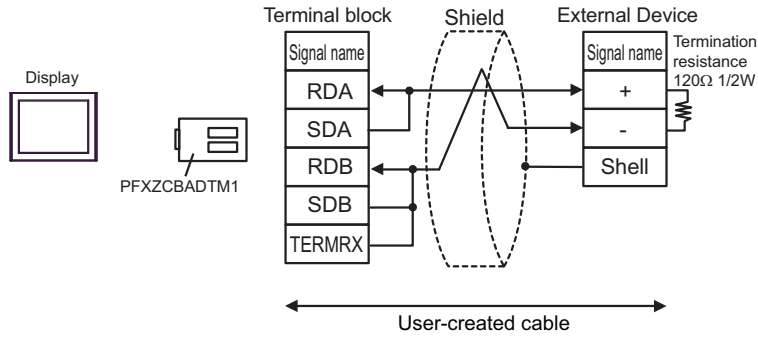 Terminal block
Shield
External Device
Display
PFXZCBADTM1
Signal name
RDA
SDA
RDB
SDB
TERMRX
Signal name
+
-
Shell
Termination
resistance
120Ω 1/2W
User-created cable